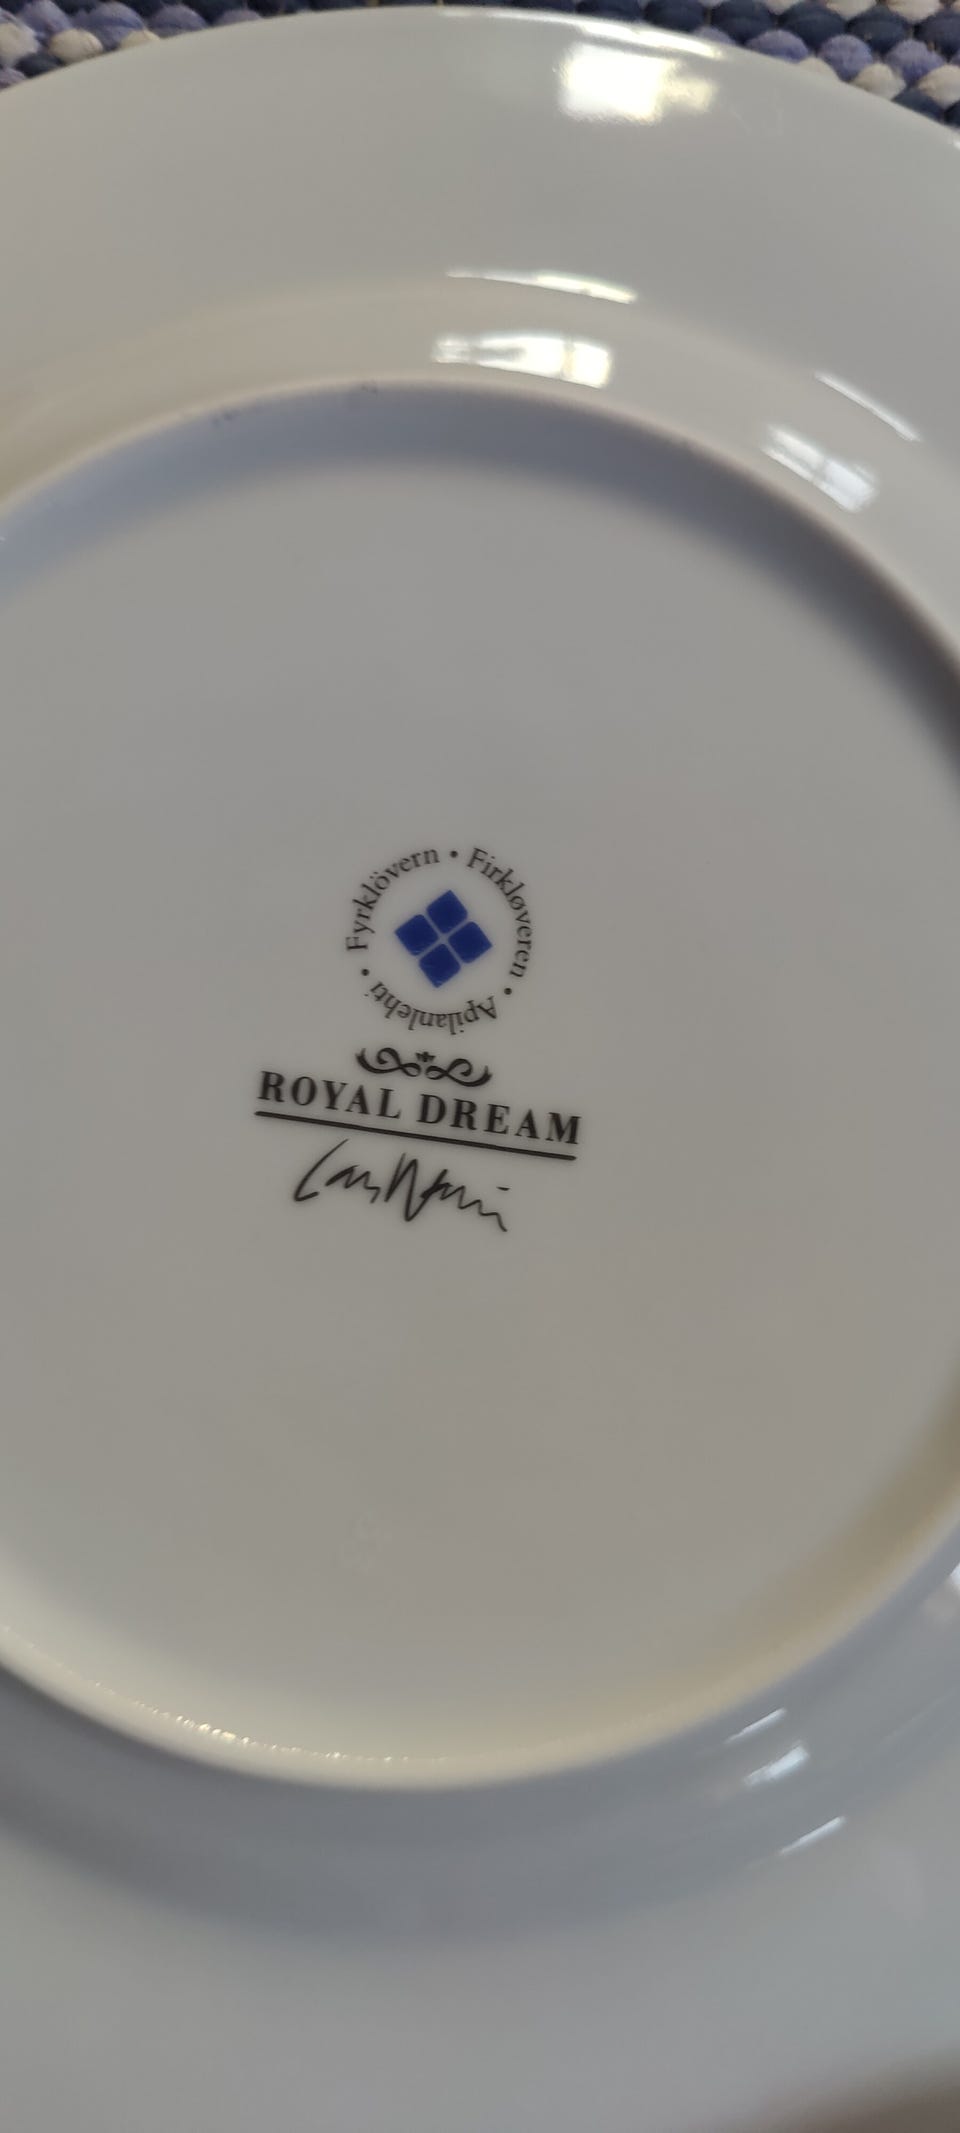 Fyrklövern • Firkløveren • Apilanlehti •
ROYAL DREAM